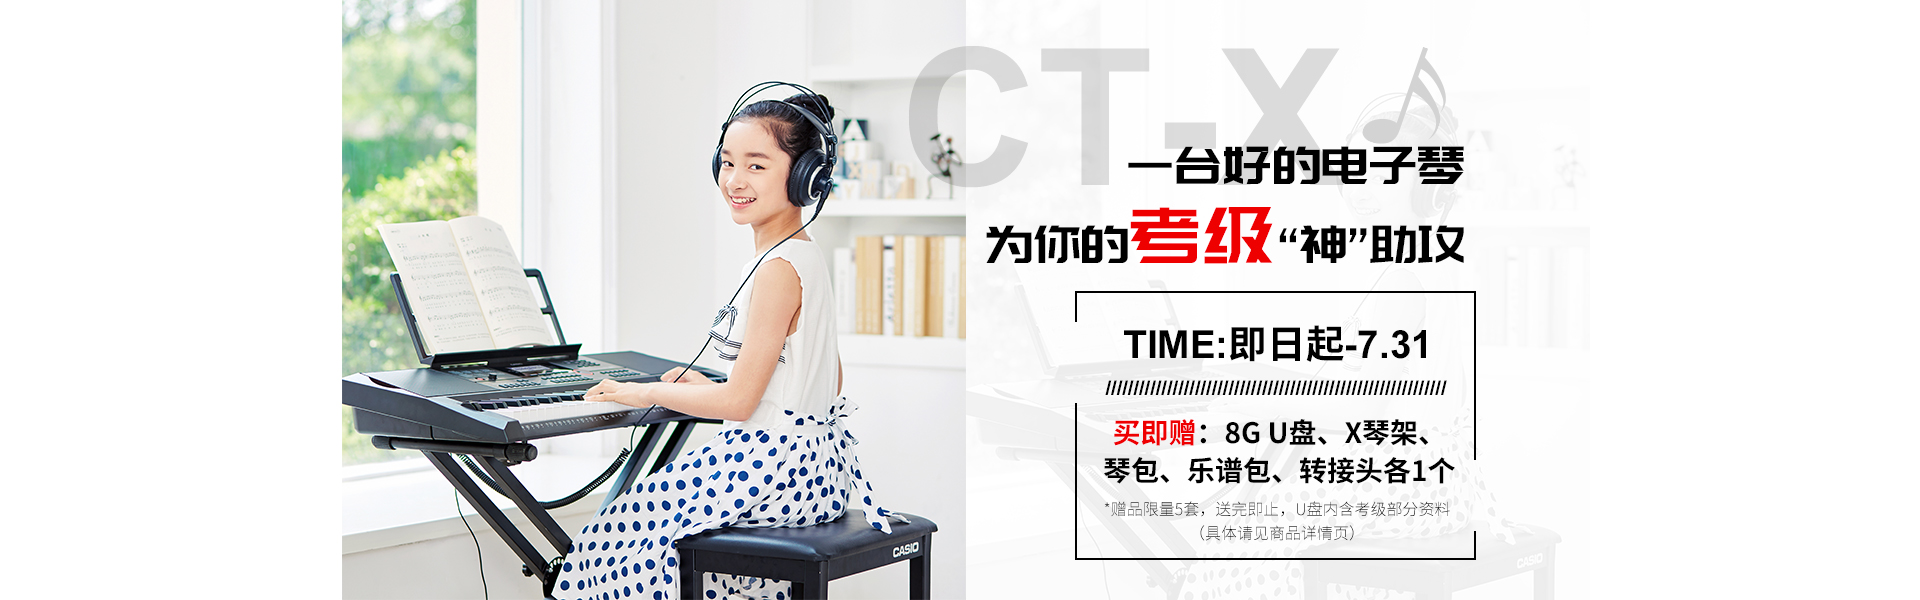 CT-X
一台好的电子琴
为你的考级“神”助攻
TIME:即日起-7.31
买即赠：8G U盘、X琴架、
琴包、乐谱包、转接头各1个
*赠品限量5套，送完即止，U盘内含考级部分资料
（具体请见商品详情页）
CASIO
CASIO